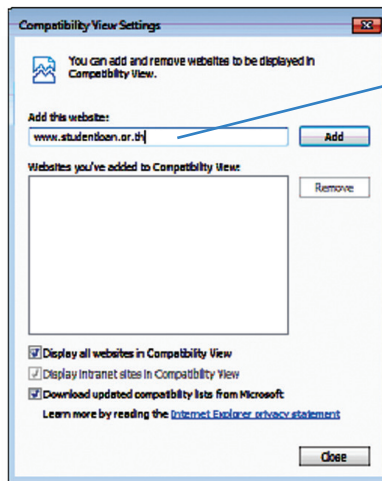 Compatibility View Settings
You can add and remove websites to be displayed in
Compatibility View.
Add this website:
www.studentloan.or.th
Add
Websites you've added to Compatibility View:
Remove
Display all websites in Compatibility View
Display intranet sites in Compatibility View
Download updated compatibility lists from Microsoft
Learn more by reading the Internet Explorer privacy statement
Close